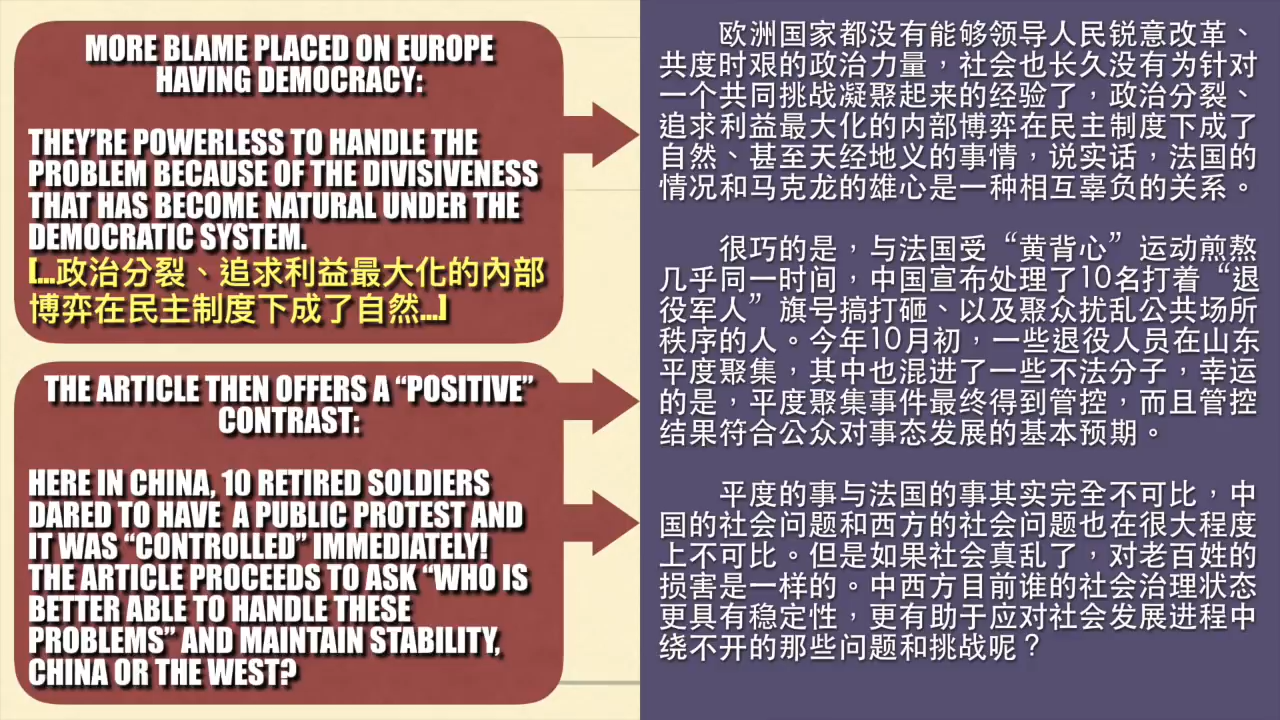 MORE BLAME PLACED ON EUROPE
HAVING DEMOCRACY:
THEY'RE POWERLESS TO HANDLE THE
PROBLEM BECAUSE OF THE DIVISIVENESS
THAT HAS BECOME NATURAL UNDER THE
DEMOCRATIC SYSTEM.
[...政治分裂、追求利益最大化的內部
博弈在民主制度下成了自然...]
THE ARTICLE THEN OFFERS A “POSITIVE”
CONTRAST:
HERE IN CHINA, 10 RETIRED SOLDIERS
DARED TO HAVE A PUBLIC PROTEST AND
IT WAS “CONTROLLED” IMMEDIATELY!
THE ARTICLE PROCEEDS TO ASK “WHO IS
BETTER ABLE TO HANDLE THESE
PROBLEMS” AND MAINTAIN STABILITY,
CHINA OR THE WEST?
欧洲国家都没有能够领导人民锐意改革、
共度时艰的政治力量，社会也长久没有为针对
一个共同挑战凝聚起来的经验了，政治分裂、
追求利益最大化的内部博弈在民主制度下成了
自然、甚至天经地义的事情，说实话，法国的
情况和马克龙的雄心是一种相互辜负的关系。
很巧的是，与法国受“黄背心”运动煎熬
几乎同一时间，中国宣布处理了10名打着“退
役军人”旗号搞打砸、以及聚众扰乱公共场所
秩序的人。今年10月初，一些退役人员在山东
平度聚集，其中也混进了一些不法分子，幸运
的是，平度聚集事件最终得到管控，而且管控
结果符合公众对事态发展的基本预期。
平度的事与法国的事其实完全不可比，中
国的社会问题和西方的社会问题也在很大程度
上不可比。但是如果社会真乱了，对老百姓的
损害是一样的。中西方目前谁的社会治理状态
更具有稳定性，更有助于应对社会发展进程中
绕不开的那些问题和挑战呢？